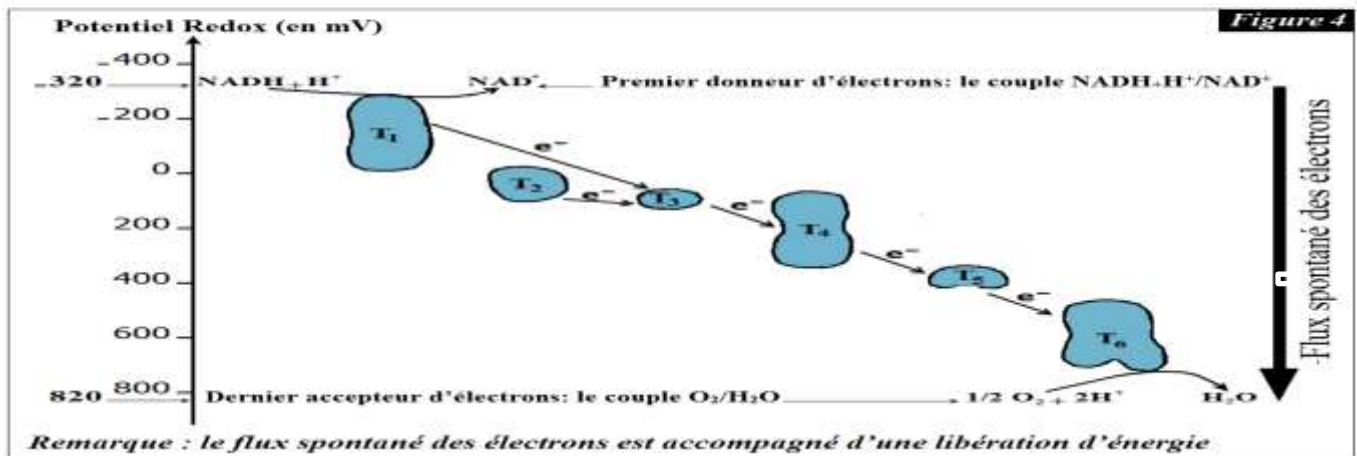 Figure 4
Potentiel Redox (en mV)
-400
-320 NADH + H⁺ NAD⁺ Premier donneur d'électrons: le couple NADH+H⁺/NAD⁺
-200
T₁
e⁻
0
T₂ e⁻ T₃ e⁻
200
T₄
e⁻
400
T₅
e⁻
600
T₆
800
820 Dernier accepteur d'électrons: le couple O₂/H₂O 1/2 O₂ + 2H⁺ H₂O
-Flux spontané des électrons
Remarque : le flux spontané des électrons est accompagné d'une libération d'énergie